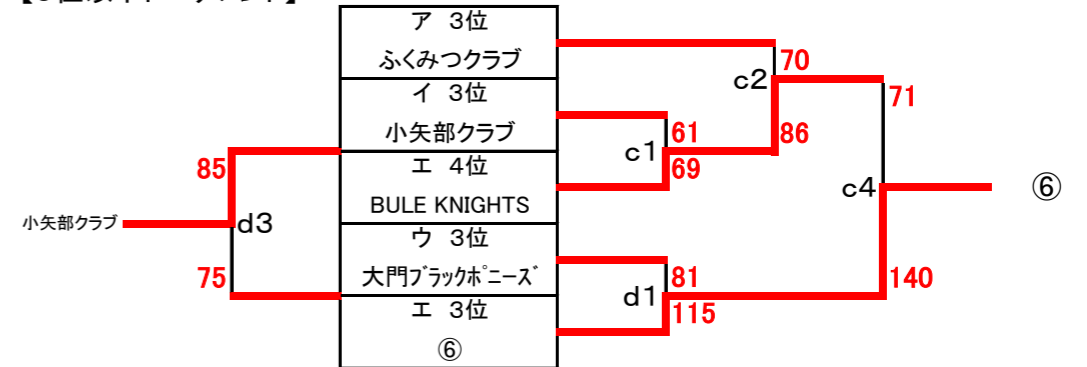 ア 3位
ふくみつクラブ
イ 3位
小矢部クラブ
エ 4位
BULE KNIGHTS
ウ 3位
大門ﾌﾞﾗｯｸﾎﾟﾆｰｽﾞ
エ 3位
⑥
85
小矢部クラブ
d3
75
70
c2
86
61
c1
69
71
c4
⑥
140
81
d1
115